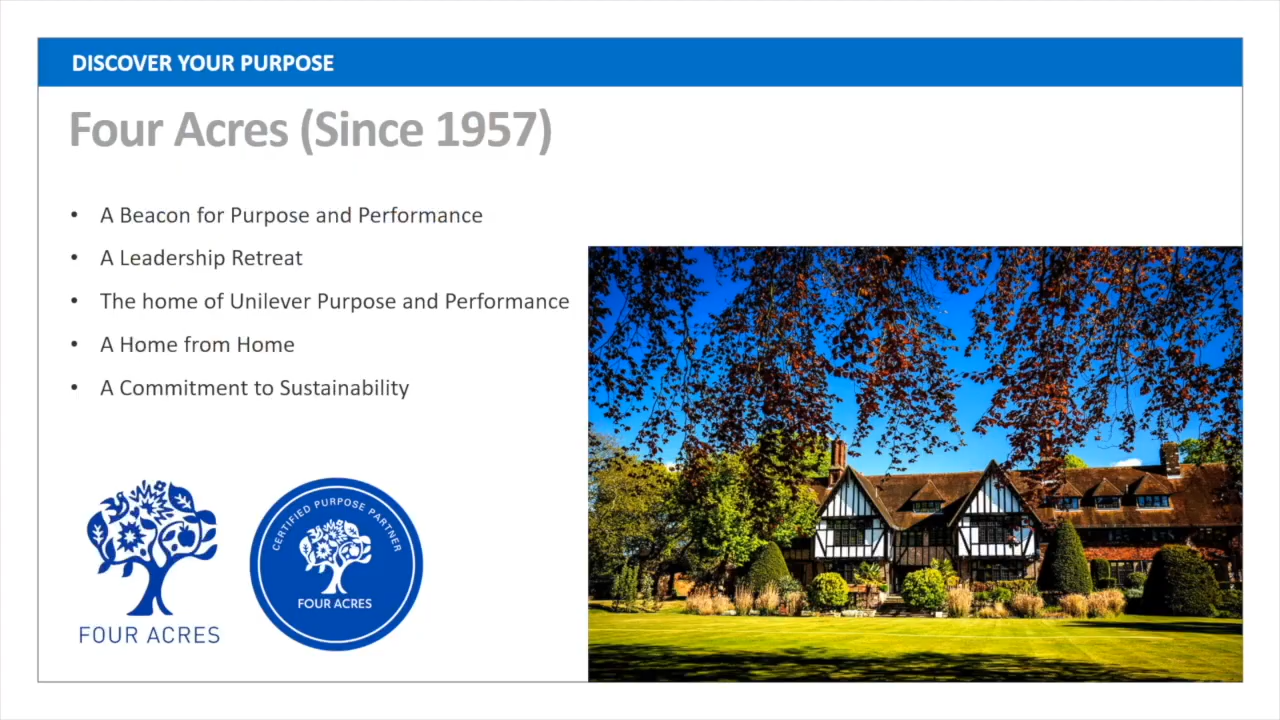 DISCOVER YOUR PURPOSE
Four Acres (Since 1957)
• A Beacon for Purpose and Performance
• A Leadership Retreat
• The home of Unilever Purpose and Performance
• A Home from Home
• A Commitment to Sustainability
FOUR ACRES
CERTIFIED PURPOSE PARTNER
FOUR ACRES